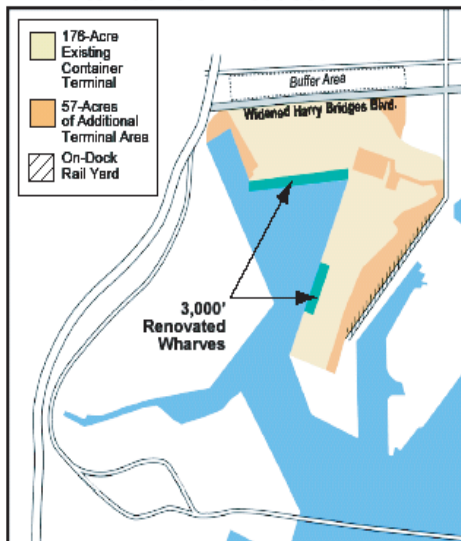 176-Acre
Existing
Container
Terminal
57-Acres
of Additional
Terminal Area
On-Dock
Rail Yard
Buffer Area
Widened Harry Bridges Blvd.
3,000'
Renovated
Wharves